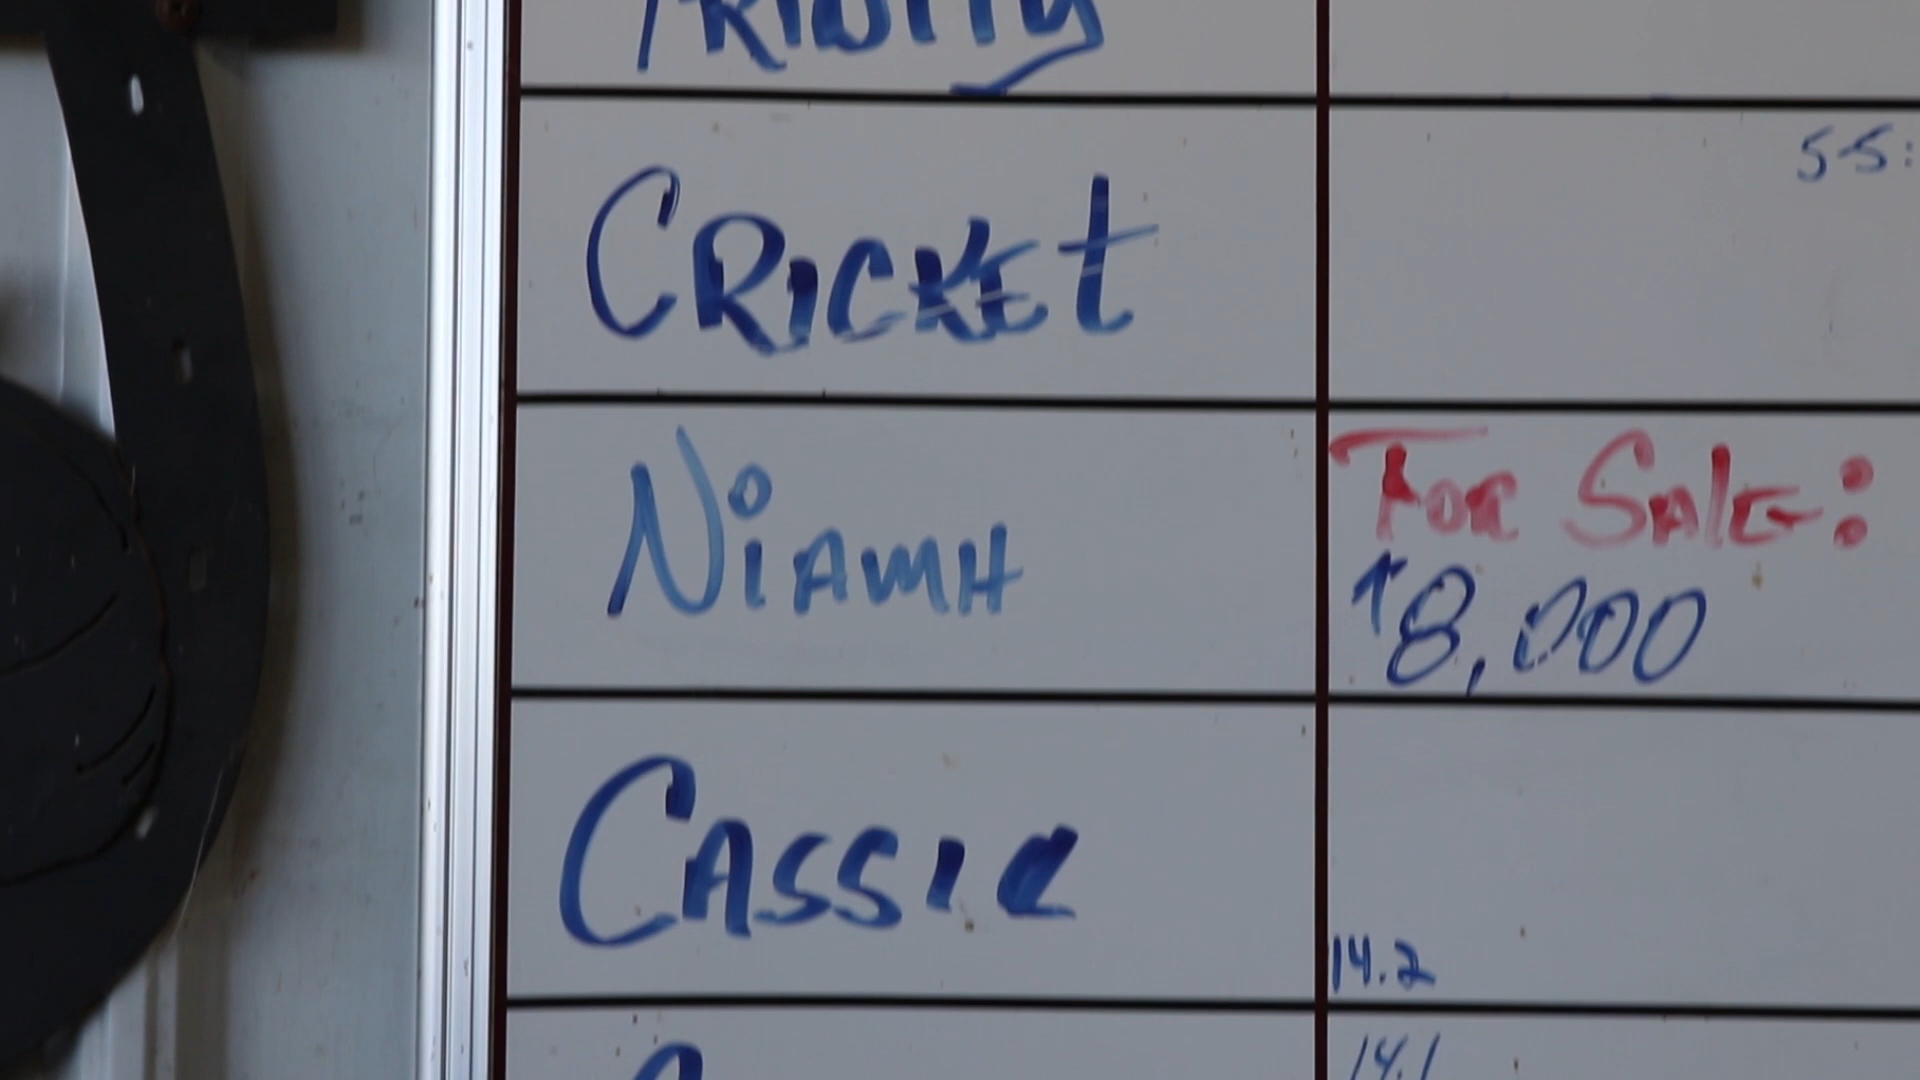 CRICKEt
55:
NiAMH
FOR SALE:
$8,000
CASSIE
14.2
14.1